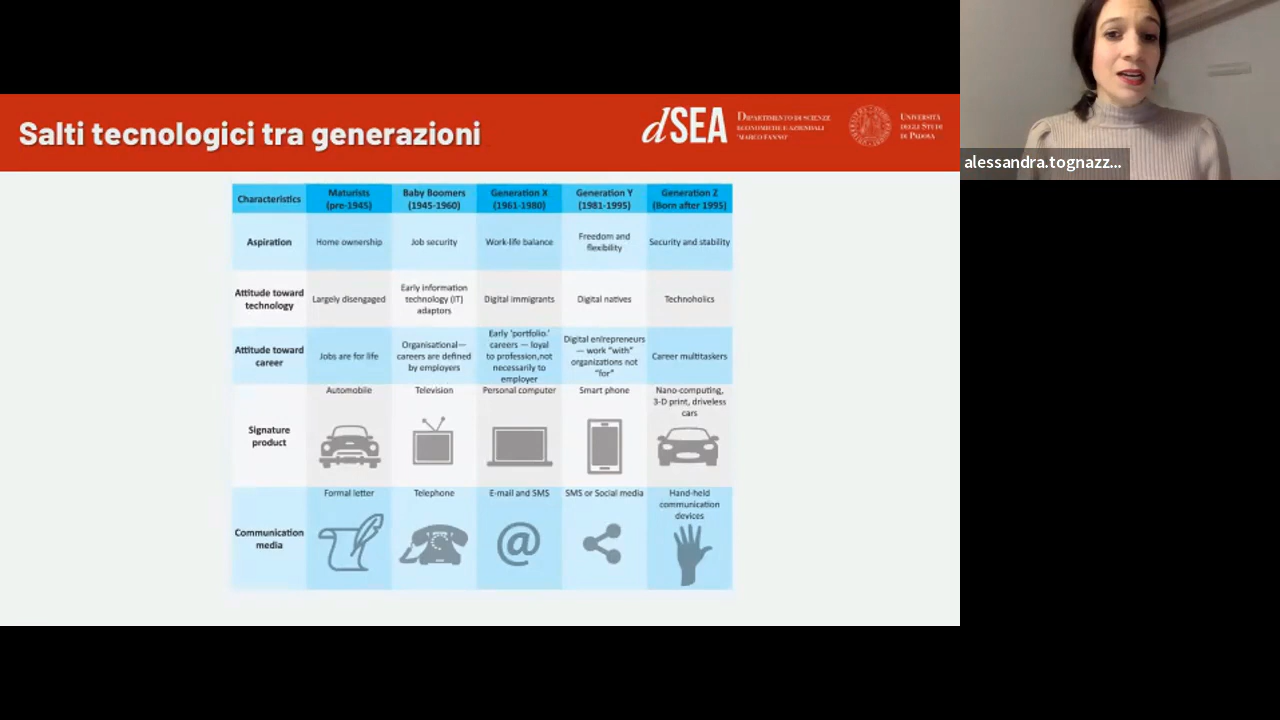 Salti tecnologici tra generazioni
dSEA
DIPARTIMENTO DI SCIENZE
ECONOMICHE E AZIENDALI
"MARCO FANNO"
UNIVERSITÀ
DEGLI STUDI
DI PADOVA
alessandra.tognazz...
Characteristics
Maturists
(pre-1945)
Baby Boomers
(1945-1960)
Generation X
(1961-1980)
Generation Y
(1981-1995)
Generation Z
(Born after 1995)
Aspiration
Home ownership
Job security
Work-life balance
Freedom and
flexibility
Security and stability
Attitude toward
technology
Largely disengaged
Early information
technology (IT)
adaptors
Digital immigrants
Digital natives
Technoholics
Attitude toward
career
Jobs are for life
Organisational—
careers are defined
by employers
Early 'portfolio.'
careers — loyal
to profession,not
necessarily to
employer
Digital enirepreneurs
— work "with"
organizations not
"for"
Career multitaskers
Signature
product
Automobile
Television
Personal computer
Smart phone
Nano-computing,
3-D print, driveless
cars
Communication
media
Formal letter
Telephone
E-mail and SMS
@
SMS or Social media
Hand-held
communication
devices